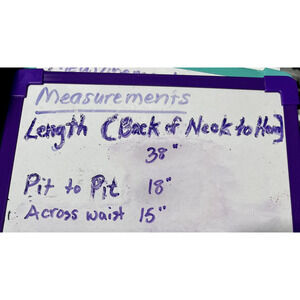 Measurements
Length (Back of Neck to Hem)
38"
Pit to Pit 18"
Across waist 15"